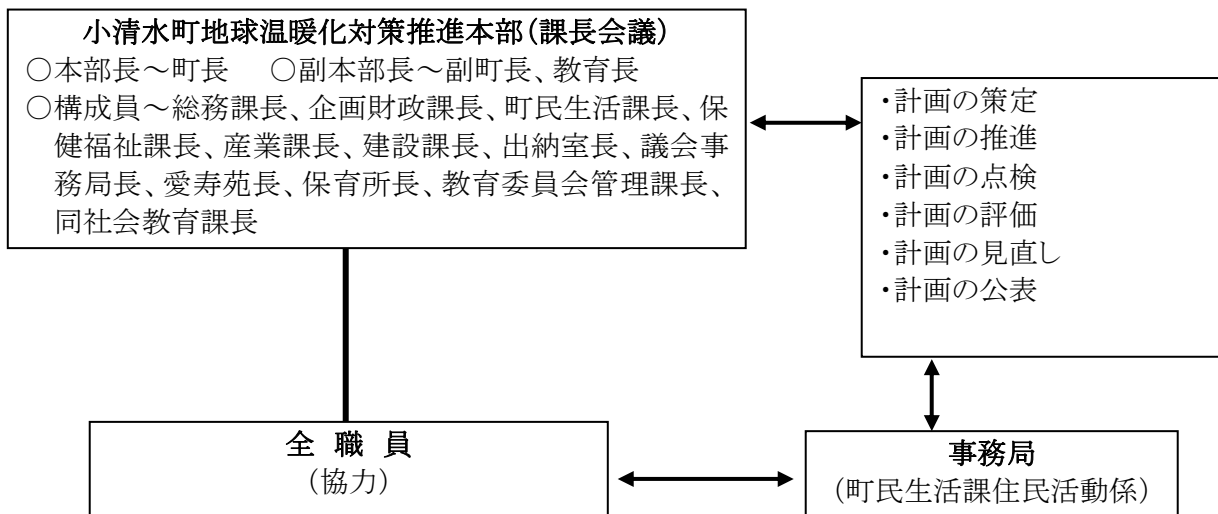 小清水町地球温暖化対策推進本部(課長会議)
○本部長～町長　○副本部長～副町長、教育長
○構成員～総務課長、企画財政課長、町民生活課長、保
健福祉課長、産業課長、建設課長、出納室長、議会事
務局長、愛寿苑長、保育所長、教育委員会管理課長、
同社会教育課長
・計画の策定
・計画の推進
・計画の点検
・計画の評価
・計画の見直し
・計画の公表
全 職 員
(協力)
事務局
(町民生活課住民活動係)